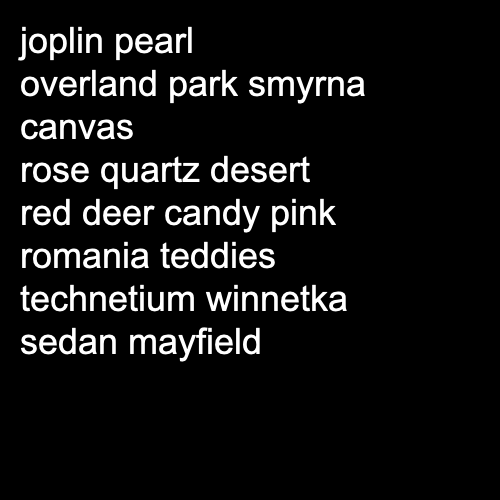 joplin pearl
overland park smyrna
canvas
rose quartz desert
red deer candy pink
romania teddies
technetium winnetka
sedan mayfield